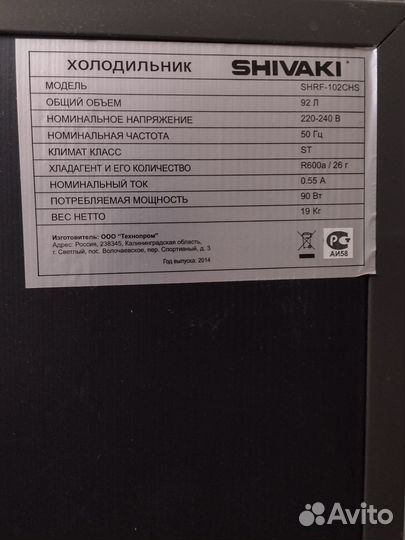 ХОЛОДИЛЬНИК SHIVAKI
МОДЕЛЬ SHRF-102CHS
ОБЩИЙ ОБЪЕМ 92 Л
НОМИНАЛЬНОЕ НАПРЯЖЕНИЕ 220-240 В
НОМИНАЛЬНАЯ ЧАСТОТА 50 Гц
КЛИМАТ КЛАСС ST
ХЛАДАГЕНТ И ЕГО КОЛИЧЕСТВО R600a / 26 г
НОМИНАЛЬНЫЙ ТОК 0.55 А
ПОТРЕБЛЯЕМАЯ МОЩНОСТЬ 90 Вт
ВЕС НЕТТО 19 Кг
Изготовитель: ООО "Технопром"
Адрес: Россия, 238345, Калининградская область,
г. Светлый, пос. Волочаевское, пер. Спортивный, д. 3
Год выпуска: 2014
АИ58
Avito